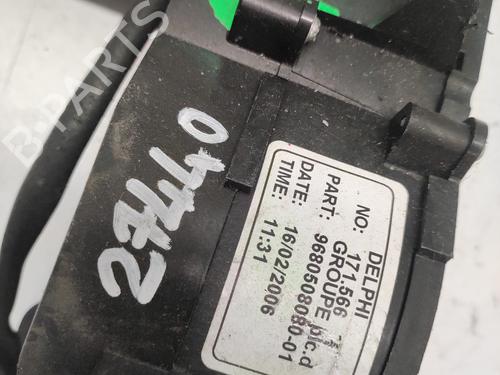 B-PARTS
27440
DELPHI
NO: 171.566
GROUPE plc.d
PART: 9680508080-01
DATE: 16/02/2006
TIME: 11:31